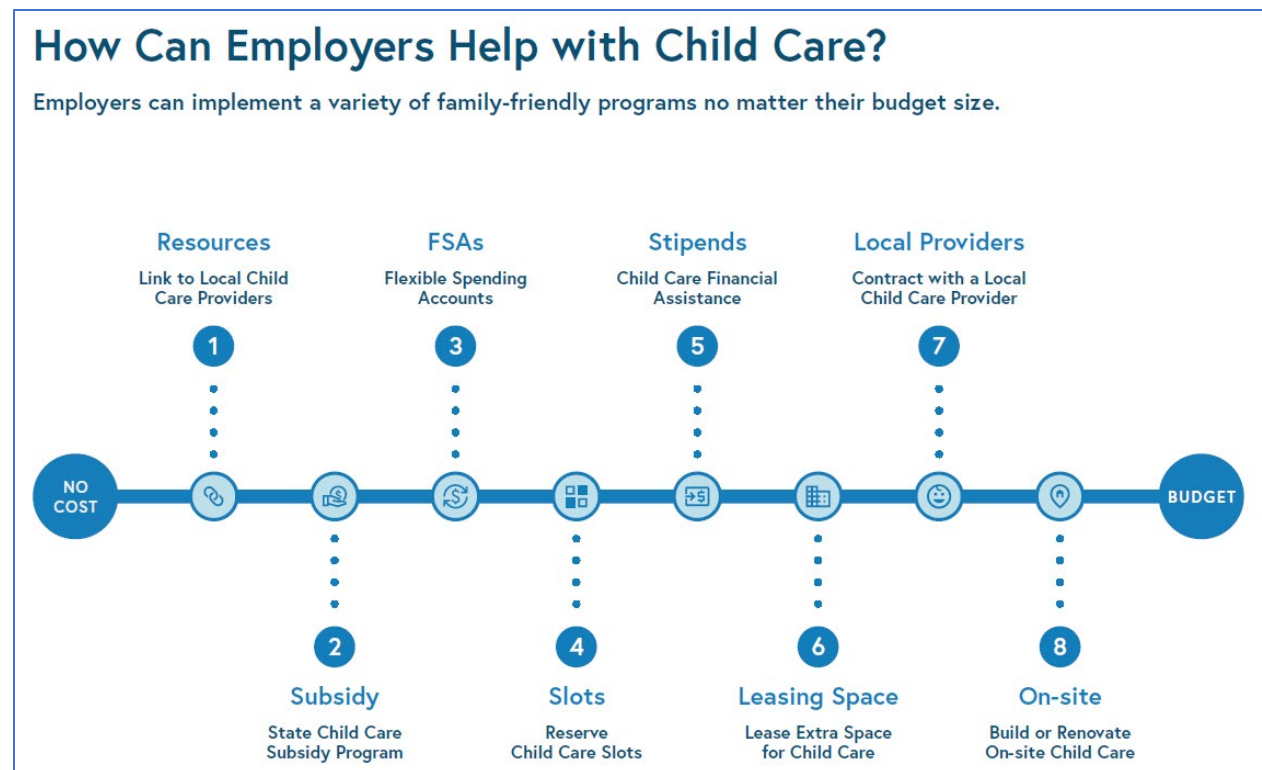 How Can Employers Help with Child Care?
Employers can implement a variety of family-friendly programs no matter their budget size.
Resources
Link to Local Child
Care Providers
1
FSAs
Flexible Spending
Accounts
3
Stipends
Child Care Financial
Assistance
5
Local Providers
Contract with a Local
Child Care Provider
7
NO
COST
BUDGET
2
Subsidy
State Child Care
Subsidy Program
4
Slots
Reserve
Child Care Slots
6
Leasing Space
Lease Extra Space
for Child Care
8
On-site
Build or Renovate
On-site Child Care